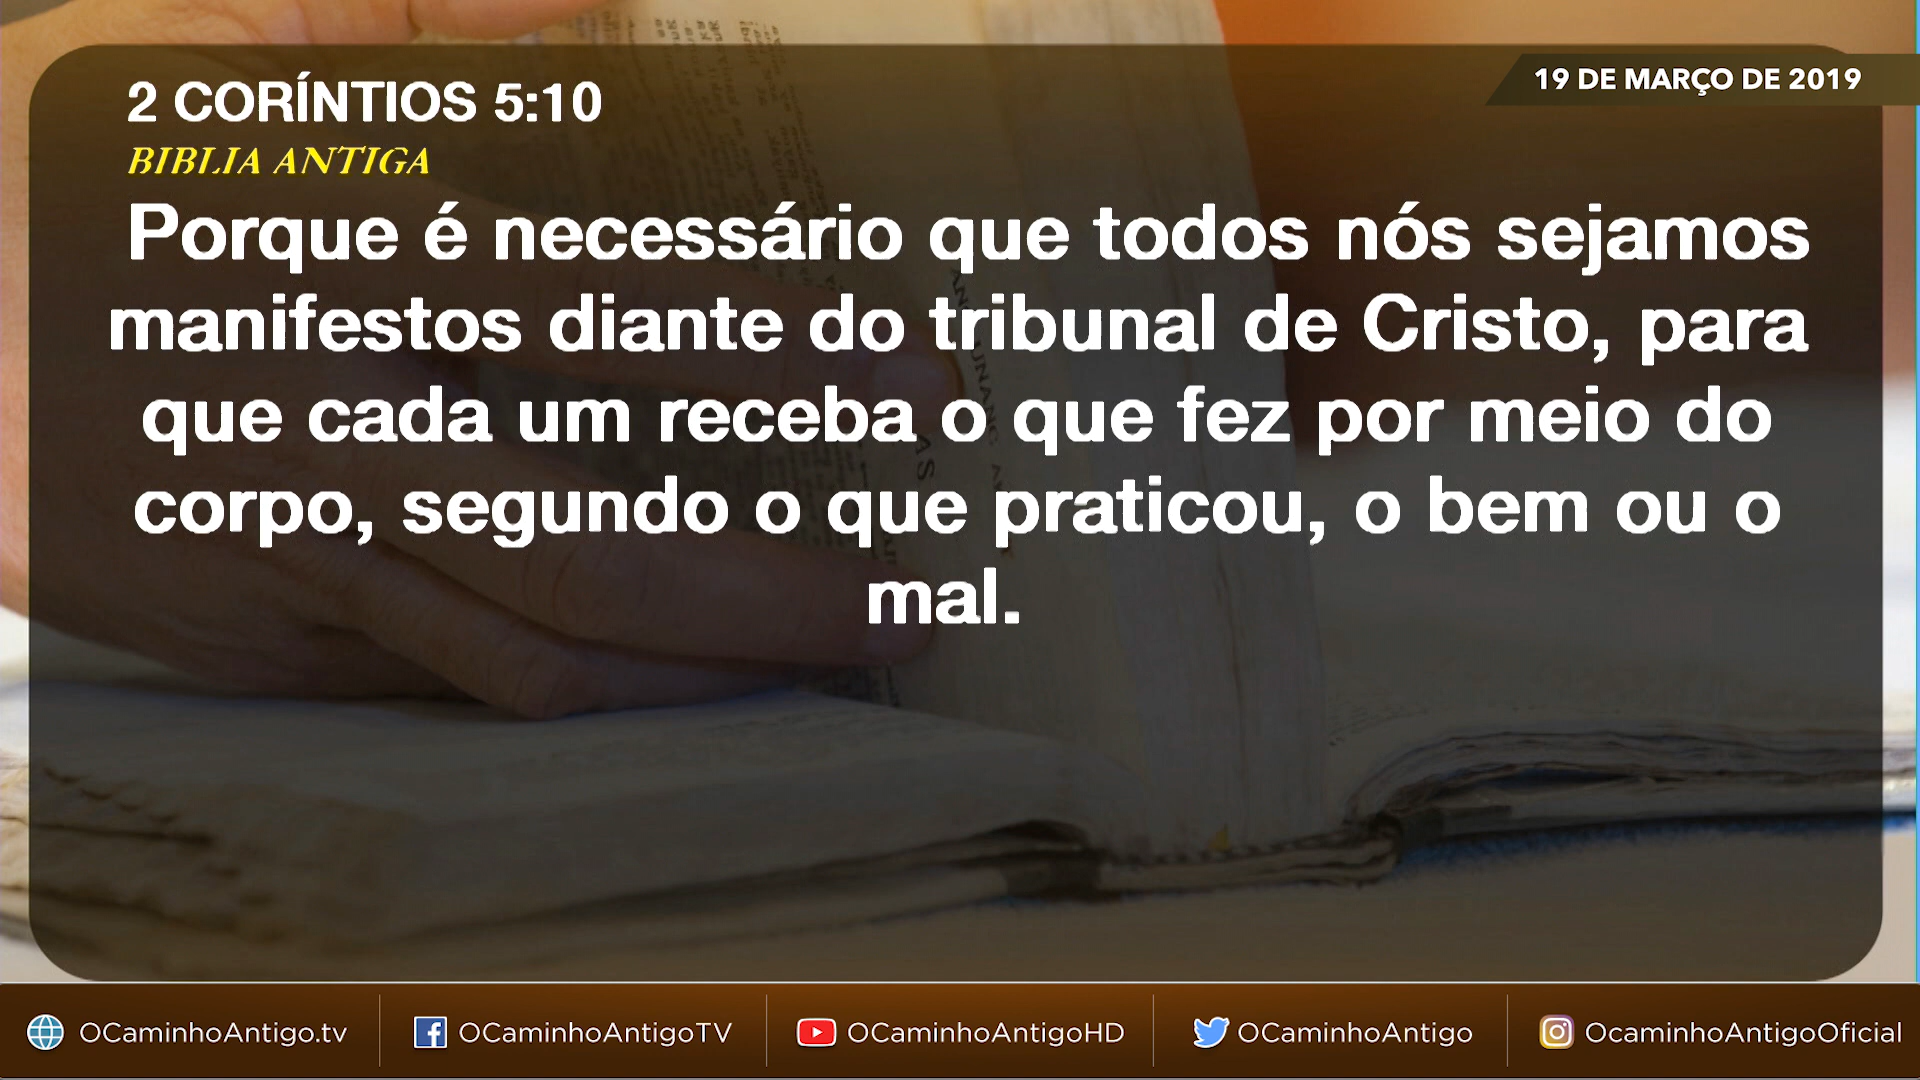 2 CORÍNTIOS 5:10
19 DE MARÇO DE 2019
BIBLIA ANTIGA
Porque é necessário que todos nós sejamos
manifestos diante do tribunal de Cristo, para
que cada um receba o que fez por meio do
corpo, segundo o que praticou, o bem ou o
mal.
OCaminhoAntigo.tv
OCaminhoAntigoTV
OCaminhoAntigoHD
OCaminhoAntigo
OcaminhoAntigoOficial